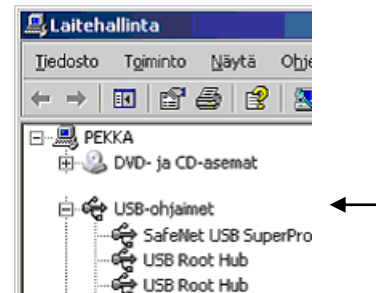 Laitehallinta
Tiedosto Toiminto Näytä Ohje
PEKKA
DVD- ja CD-asemat
USB-ohjaimet
SafeNet USB SuperPro
USB Root Hub
USB Root Hub